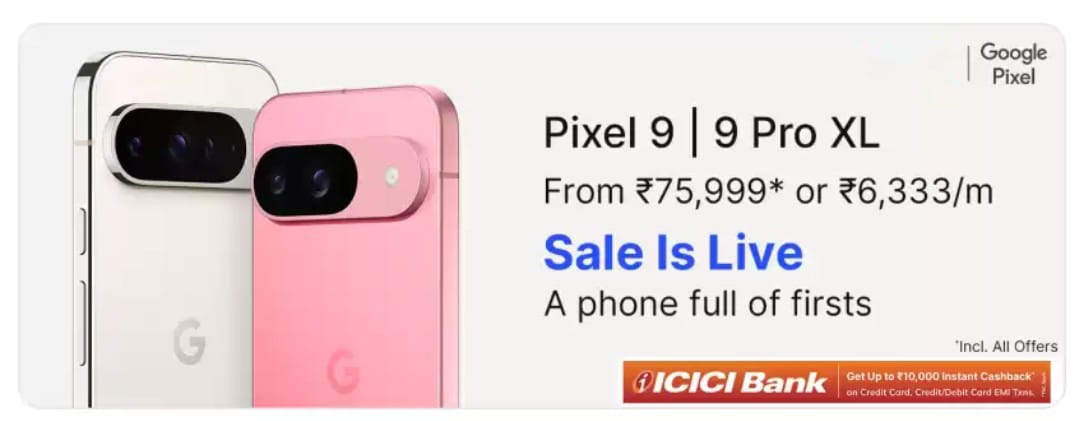 Google
Pixel
Pixel 9 | 9 Pro XL
From ₹75,999* or ₹6,333/m
Sale Is Live
A phone full of firsts
*Incl. All Offers
ICICI Bank
Get Up to ₹10,000 Instant Cashback*
on Credit Card, Credit/Debit Card EMI Txns.
G
G